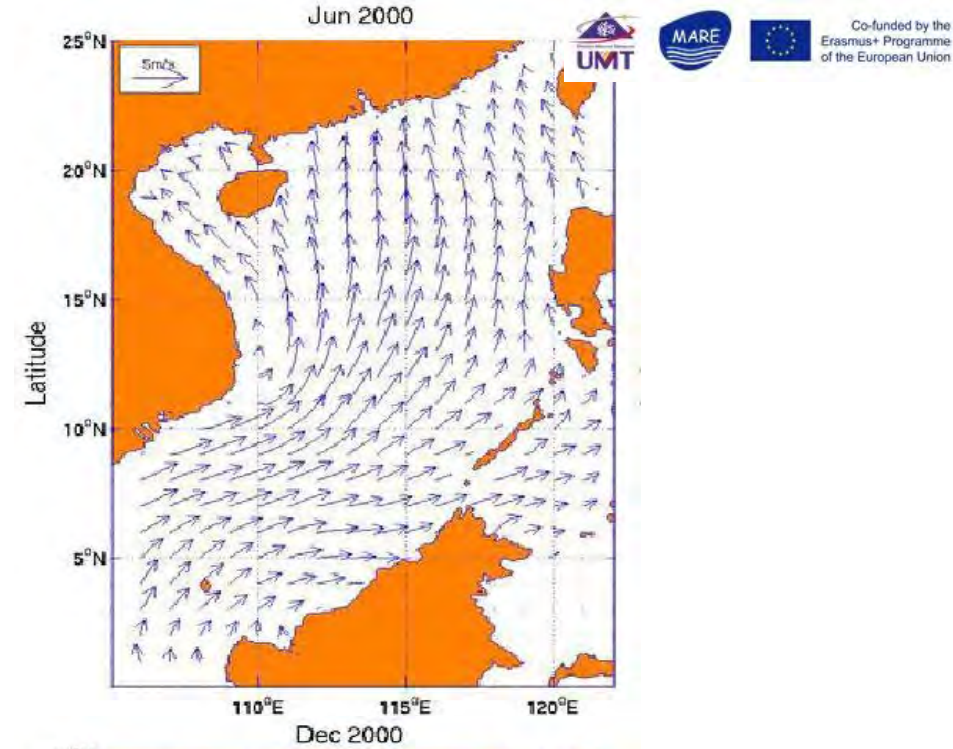 Jun 2000
UMT
MARE
Co-funded by the
Erasmus+ Programme
of the European Union
25°N
5m/s
20°N
15°N
10°N
5°N
Latitude
110°E
115°E
120°E
Dec 2000